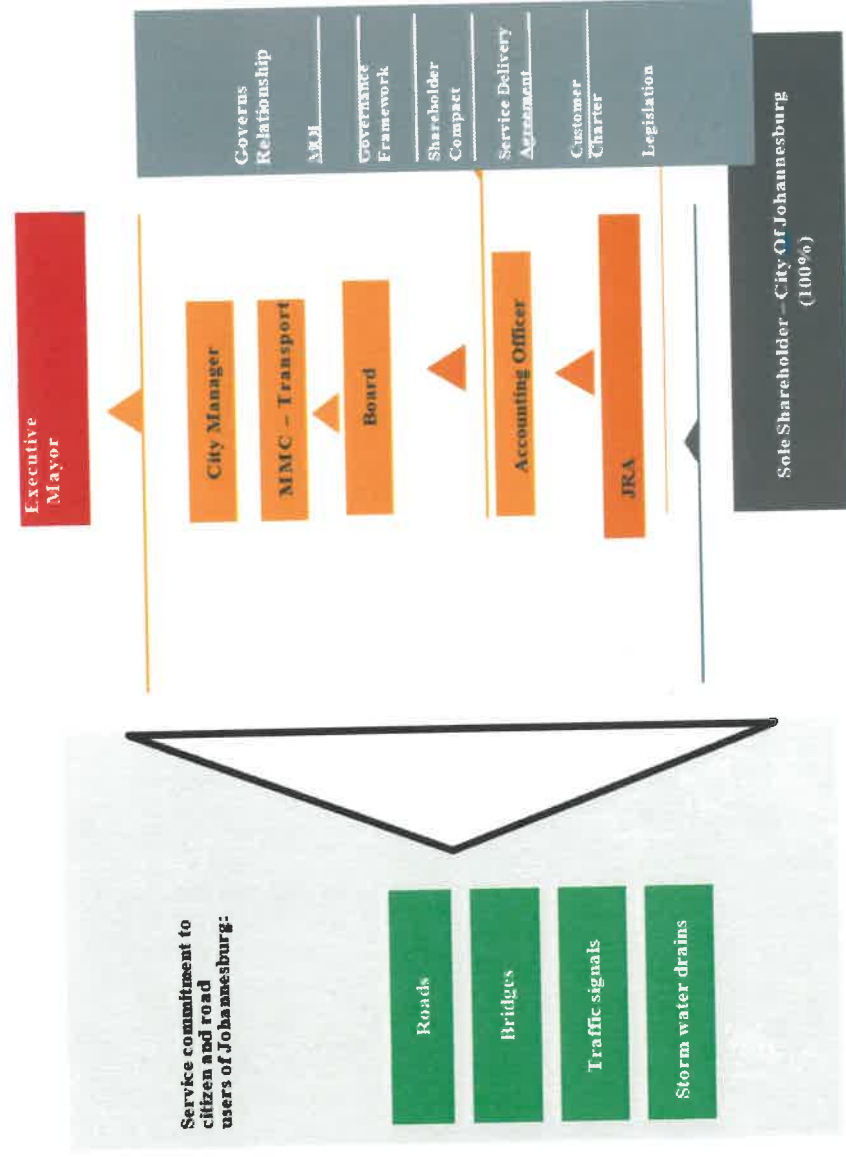 Service commitment to
citizen and road
users of Johannesburg:
Roads
Bridges
Traffic signals
Storm water drains
Executive
Mayor
City Manager
MMC – Transport
Board
Accounting Officer
JRA
Governs
Relationship
MOI
Governance
Framework
Shareholder
Compact
Service Delivery
Agreement
Customer
Charter
Legislation
Sole Shareholder – City Of Johannesburg
(100%)